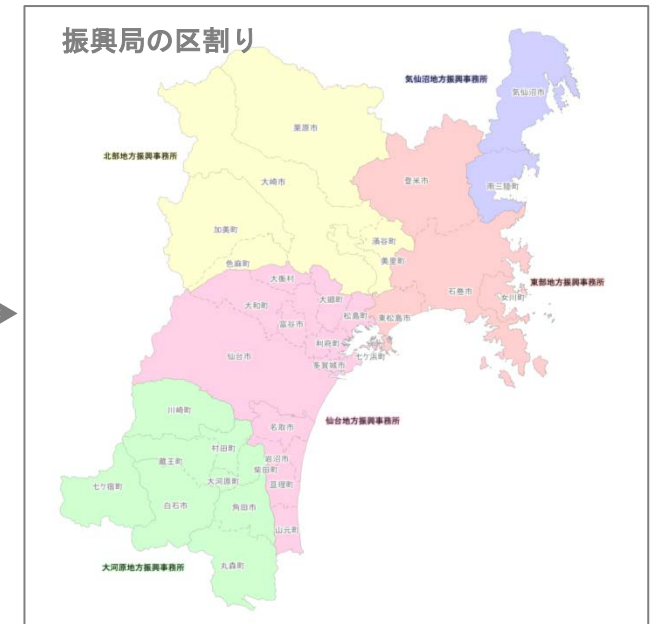 振興局の区割り
気仙沼地方振興事務所
気仙沼市
栗原市
北部地方振興事務所
登米市
南三陸町
大崎市
加美町
涌谷町
色麻町
美里町
大衡村
東部地方振興事務所
石巻市
女川町
大和町
大郷町
松島町
東松島市
富谷市
利府町
仙台市
七ケ浜町
多賀城市
川崎町
仙台地方振興事務所
名取市
村田町
岩沼市
蔵王町
柴田町
大河原町
七ケ宿町
亘理町
白石市
角田市
山元町
丸森町
大河原地方振興事務所